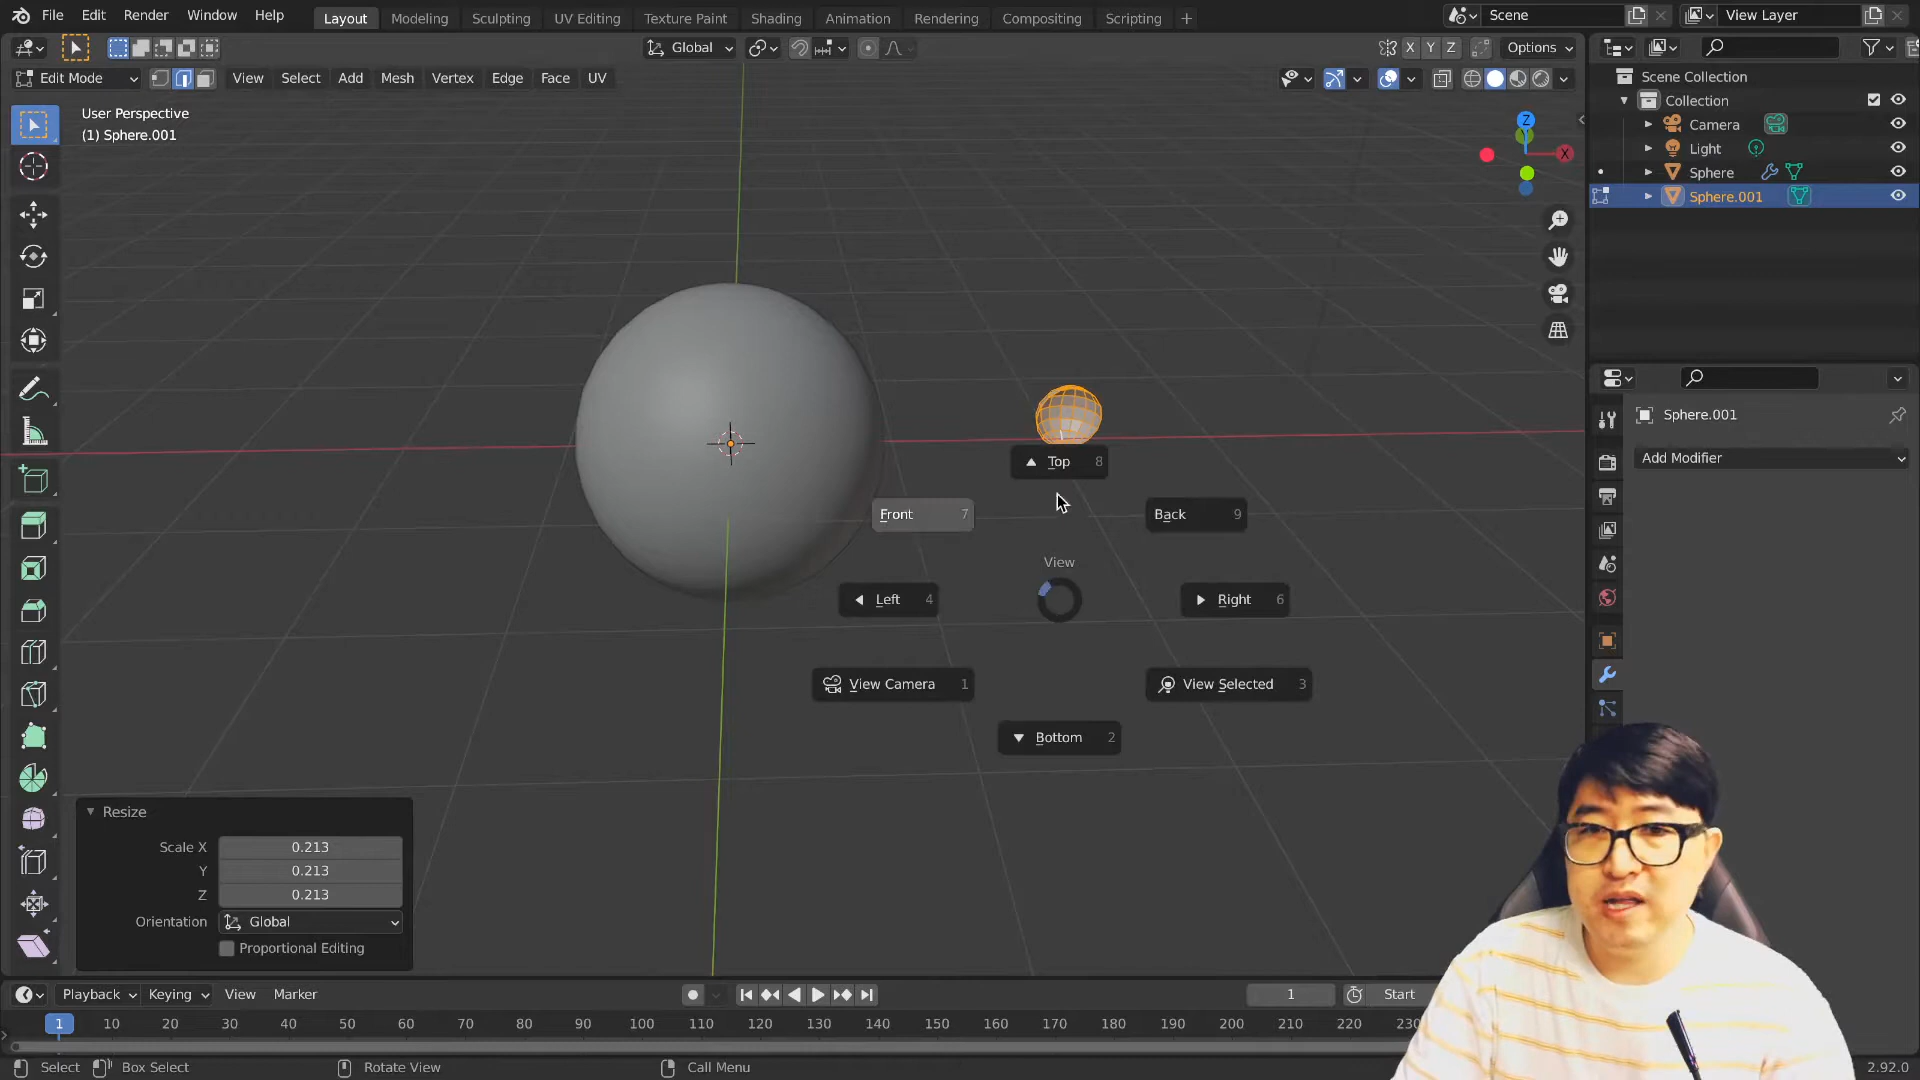 File Edit Render Window Help Layout Modeling Sculpting UV Editing Texture Paint Shading Animation Rendering Compositing Scripting + Scene View Layer
Global X Y Z Options
Edit Mode View Select Add Mesh Vertex Edge Face UV
User Perspective
(1) Sphere.001
Z
X
Scene Collection
Collection
Camera
Light
Sphere
Sphere.001
Sphere.001
Add Modifier
Top 8
Front 7
Back 9
View
Left 4
Right 6
View Camera 1
View Selected 3
Bottom 2
Resize
Scale X 0.213
Y 0.213
Z 0.213
Orientation Global
Proportional Editing
Playback Keying View Marker 1 Start
1 10 20 30 40 50 60 70 80 90 100 110 120 130 140 150 160 170 180 190 200 210 220 230
Select Box Select Rotate View Call Menu 2.92.0